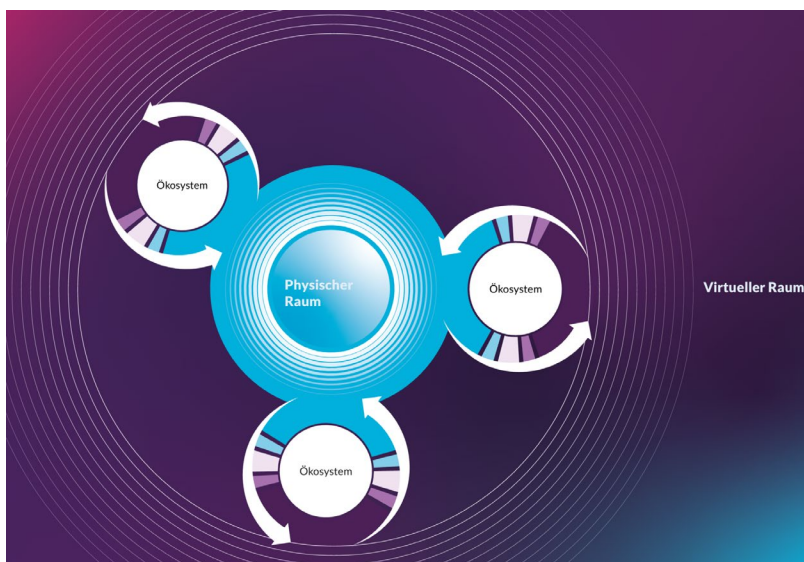 Ökosystem
Physischer
Raum
Ökosystem
Virtueller Raum
Ökosystem